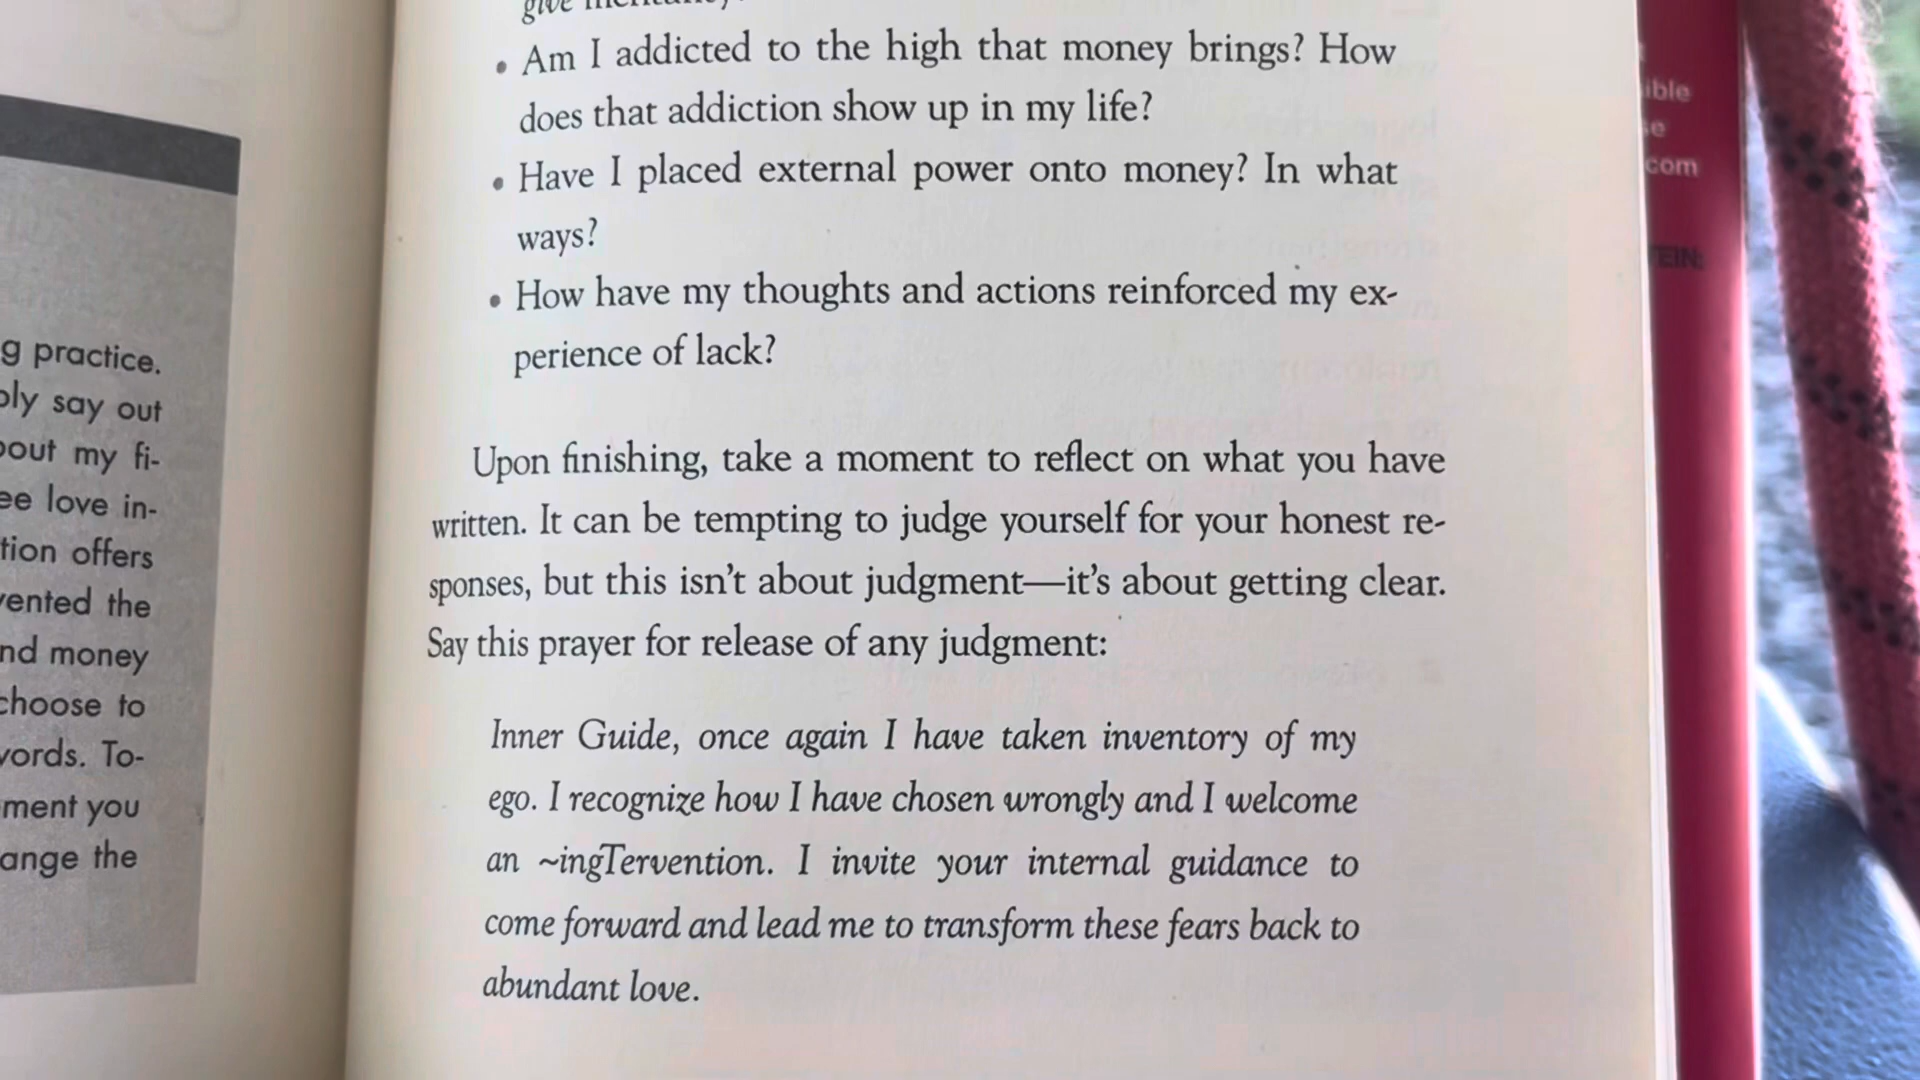 g practice.
say out
my fi-
love in-
offers
the
money
choose to
To-
you
the
give
• Am I addicted to the high that money brings? How
does that addiction show up in my life?
• Have I placed external power onto money? In what
ways?
• How have my thoughts and actions reinforced my ex-
perience of lack?
Upon finishing, take a moment to reflect on what you have
written. It can be tempting to judge yourself for your honest re-
sponses, but this isn't about judgment—it's about getting clear.
Say this prayer for release of any judgment:
Inner Guide, once again I have taken inventory of my
ego. I recognize how I have chosen wrongly and I welcome
an ~ingTervention. I invite your internal guidance to
come forward and lead me to transform these fears back to
abundant love.
ible
com
EIN: